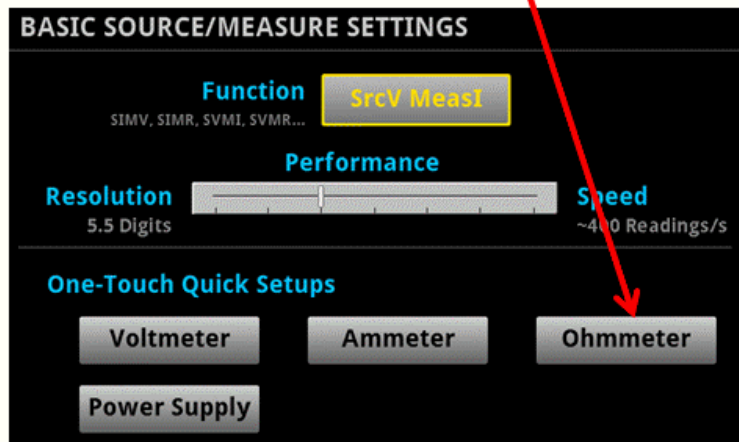 BASIC SOURCE/MEASURE SETTINGS
Function SrcV MeasI
SIMV, SIMR, SVMI, SVMR...
Performance
Resolution Speed
5.5 Digits ~400 Readings/s
One-Touch Quick Setups
Voltmeter Ammeter Ohmmeter
Power Supply